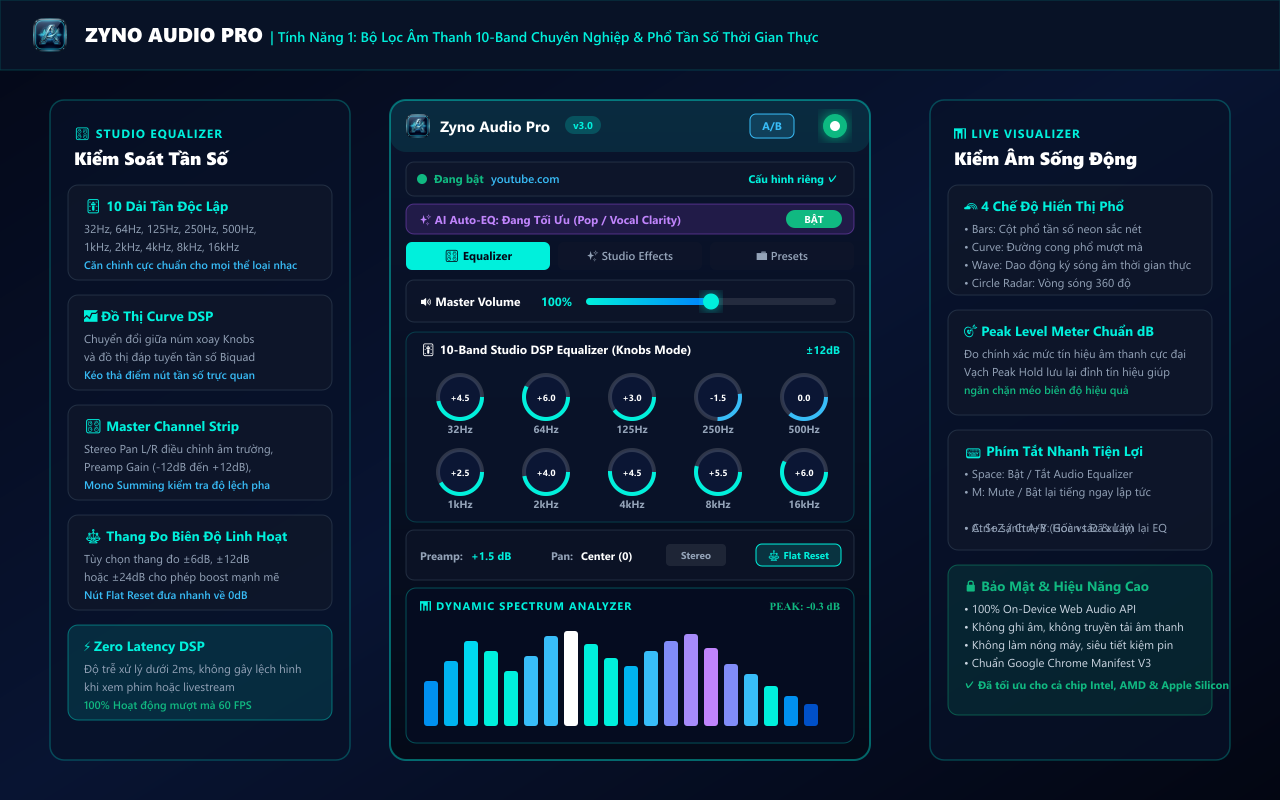 ZYNO AUDIO PRO | Tính Năng 1: Bộ Lọc Âm Thanh 10-Band Chuyên Nghiệp & Phổ Tần Số Thời Gian Thực
STUDIO EQUALIZER
Kiểm Soát Tần Số
10 Dải Tần Độc Lập
32Hz, 64Hz, 125Hz, 250Hz, 500Hz,
1kHz, 2kHz, 4kHz, 8kHz, 16kHz
Cân chỉnh cực chuẩn cho mọi thể loại nhạc
Đồ Thị Curve DSP
Chuyển đổi giữa núm xoay Knobs
và đồ thị đáp tuyến tần số Biquad
Kéo thả điểm nút tần số trực quan
Master Channel Strip
Stereo Pan L/R điều chỉnh âm trường,
Preamp Gain (-12dB đến +12dB),
Mono Summing kiểm tra độ lệch pha
Thang Đo Biên Độ Linh Hoạt
Tùy chọn thang đo ±6dB, ±12dB
hoặc ±24dB cho phép boost mạnh mẽ
Nút Flat Reset đưa nhanh về 0dB
⚡ Zero Latency DSP
Độ trễ xử lý dưới 2ms, không gây lệch hình
khi xem phim hoặc livestream
100% Hoạt động mượt mà 60 FPS
Zyno Audio Pro v3.0 A/B
Đang bật youtube.com Cấu hình riêng ✓
AI Auto-EQ: Đang Tối Ưu (Pop / Vocal Clarity) BẬT
Equalizer Studio Effects Presets
Master Volume 100%
10-Band Studio DSP Equalizer (Knobs Mode) ±12dB
+4.5 +6.0 +3.0 -1.5 0.0
32Hz 64Hz 125Hz 250Hz 500Hz
+2.5 +4.0 +4.5 +5.5 +6.0
1kHz 2kHz 4kHz 8kHz 16kHz
Preamp: +1.5 dB Pan: Center (0) Stereo Flat Reset
DYNAMIC SPECTRUM ANALYZER PEAK: -0.3 dB
LIVE VISUALIZER
Kiểm Âm Sống Động
4 Chế Độ Hiển Thị Phổ
• Bars: Cột phổ tần số neon sắc nét
• Curve: Đường cong phổ mượt mà
• Wave: Dao động ký sóng âm thời gian thực
• Circle Radar: Vòng sóng 360 độ
Peak Level Meter Chuẩn dB
Đo chính xác mức tín hiệu âm thanh cực đại
Vạch Peak Hold lưu lại đỉnh tín hiệu giúp
ngăn chặn méo biên độ hiệu quả
Phím Tắt Nhanh Tiện Lợi
• Space: Bật / Tắt Audio Equalizer
• M: Mute / Bật lại tiếng ngay lập tức
lại EQ
Bảo Mật & Hiệu Năng Cao
• 100% On-Device Web Audio API
• Không ghi âm, không truyền tải âm thanh
• Không làm nóng máy, siêu tiết kiệm pin
• Chuẩn Google Chrome Manifest V3
✓ Đã tối ưu cho cả chip Intel, AMD & Apple Silicon